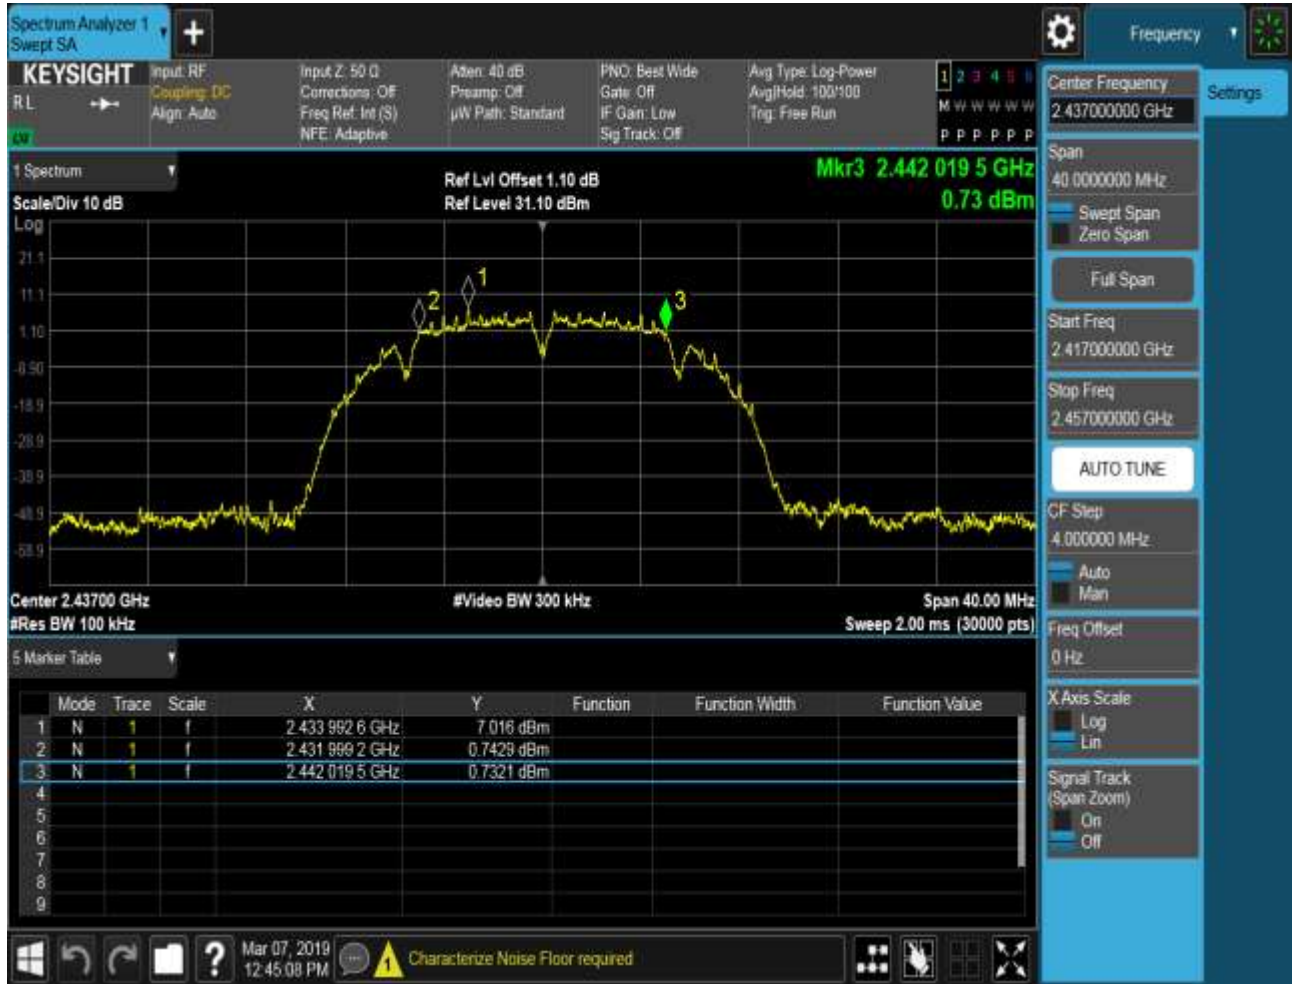 Spectrum Analyzer 1
Swept SA
+
Frequency
KEYSIGHT
R L
Input: RF
Coupling: DC
Align: Auto
Input Z: 50 Ω
Corrections: Off
Freq Ref: Int (S)
NFE: Adaptive
Atten: 40 dB
Preamp: Off
µW Path: Standard
PNO: Best Wide
Gate: Off
IF Gain: Low
Sig Track: Off
Avg Type: Log-Power
Avg|Hold: 100/100
Trig: Free Run
1 2 3 4 5 6
M W W W W W
P P P P P P
1 Spectrum
Scale/Div 10 dB
Ref Lvl Offset 1.10 dB
Ref Level 31.10 dBm
Mkr3 2.442 019 5 GHz
0.73 dBm
Log
21.1
11.1
1.10
-8.90
-18.9
-28.9
-38.9
-48.9
-58.9
1
2
3
Center 2.43700 GHz
#Res BW 100 kHz
#Video BW 300 kHz
Span 40.00 MHz
Sweep 2.00 ms (30000 pts)
5 Marker Table
Mode Trace Scale X Y Function Function Width Function Value
1 N 1 f 2.433 992 6 GHz 7.016 dBm
2 N 1 f 2.431 999 2 GHz 0.7429 dBm
3 N 1 f 2.442 019 5 GHz 0.7321 dBm
4
5
6
7
8
9
Center Frequency
2.437000000 GHz
Settings
Span
40.0000000 MHz
Swept Span
Zero Span
Full Span
Start Freq
2.417000000 GHz
Stop Freq
2.457000000 GHz
AUTO TUNE
CF Step
4.000000 MHz
Auto
Man
Freq Offset
0 Hz
X Axis Scale
Log
Lin
Signal Track
(Span Zoom)
On
Off
?
Mar 07, 2019
12:45:08 PM
1
Characterize Noise Floor required